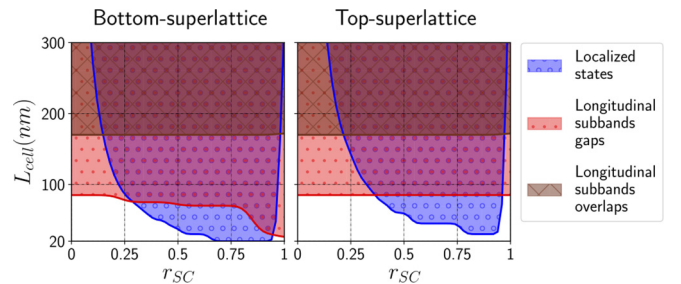 Bottom-superlattice
Top-superlattice
300
200
100
20
L_cell(nm)
0
0.25
0.5
0.75
1
r_SC
0
0.25
0.5
0.75
1
r_SC
Localized
states
Longitudinal
subbands
gaps
Longitudinal
subbands
overlaps